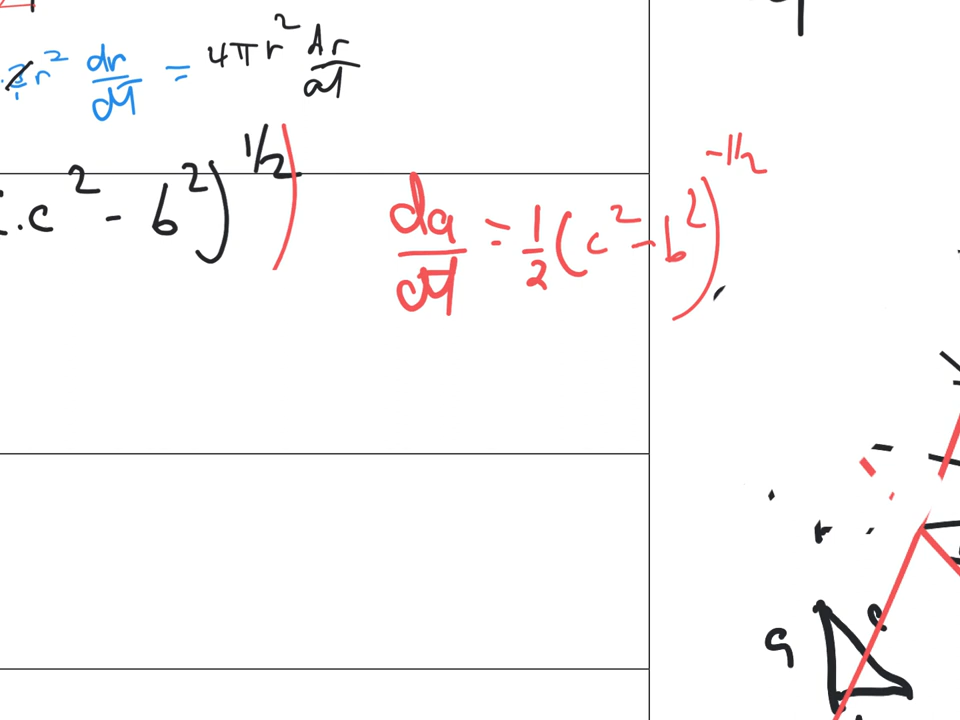 r² dr/dt = 4πr² dr/dt
c² - b²)^1/2)
da/dt = 1/2 (c² - b²)^-1/2
a
c